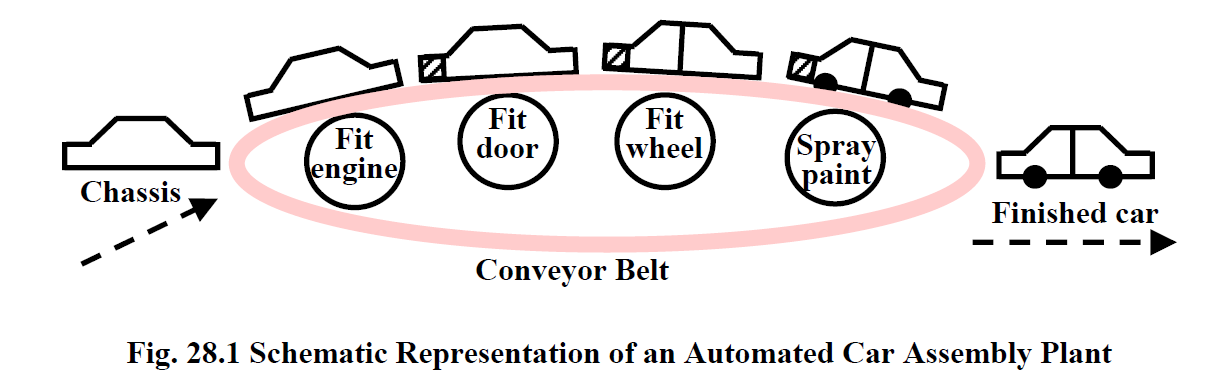 Fit
engine
Fit
door
Fit
wheel
Spray
paint
Chassis
Finished car
Conveyor Belt
Fig. 28.1 Schematic Representation of an Automated Car Assembly Plant